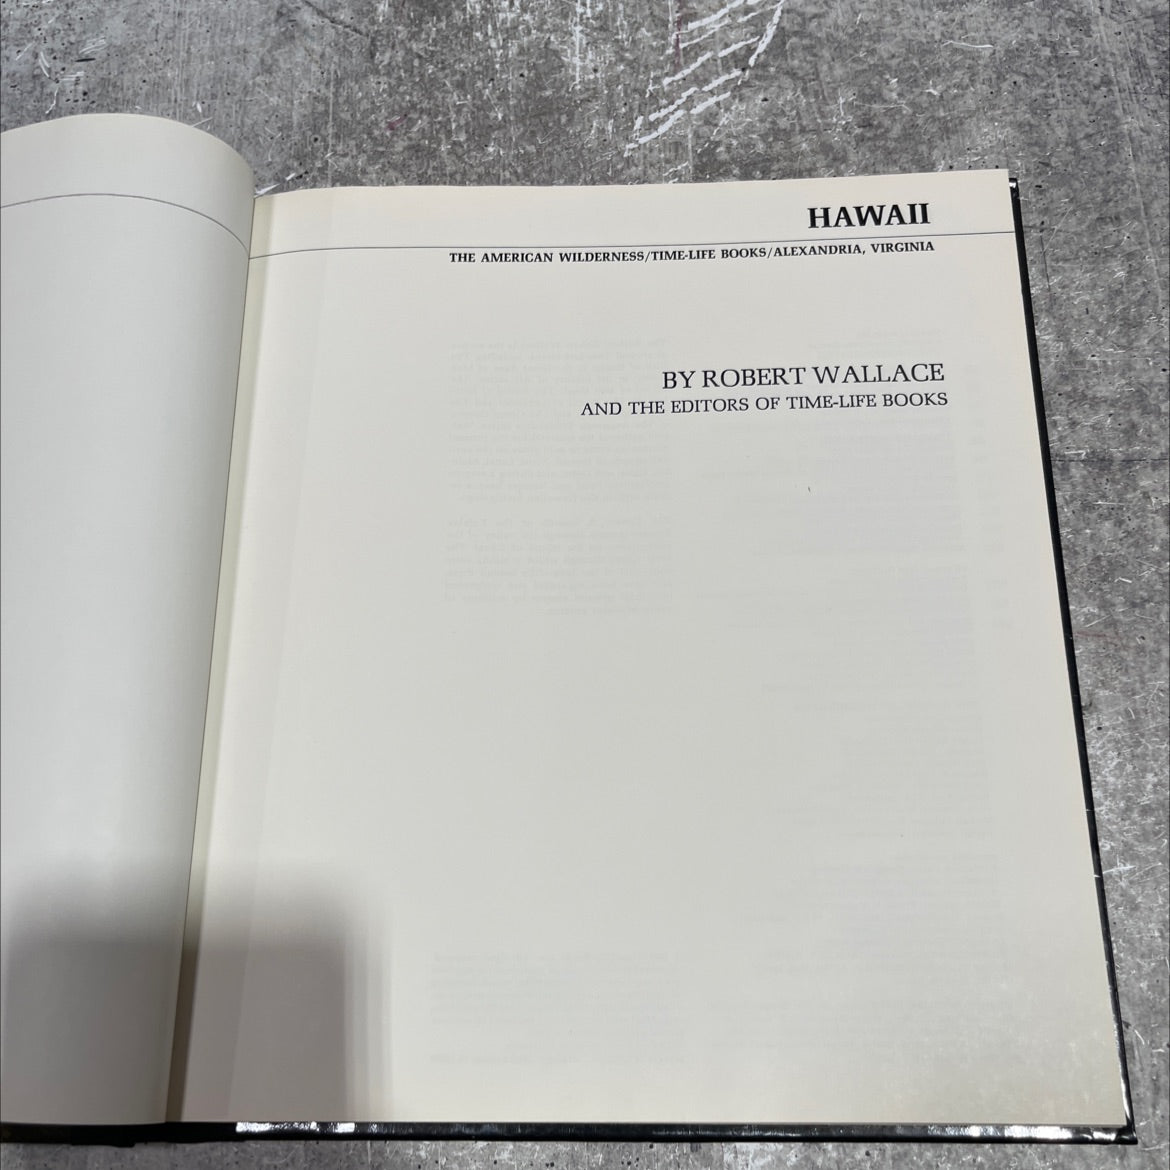 HAWAII
THE AMERICAN WILDERNESS/TIME-LIFE BOOKS/ALEXANDRIA, VIRGINIA
BY ROBERT WALLACE
AND THE EDITORS OF TIME-LIFE BOOKS